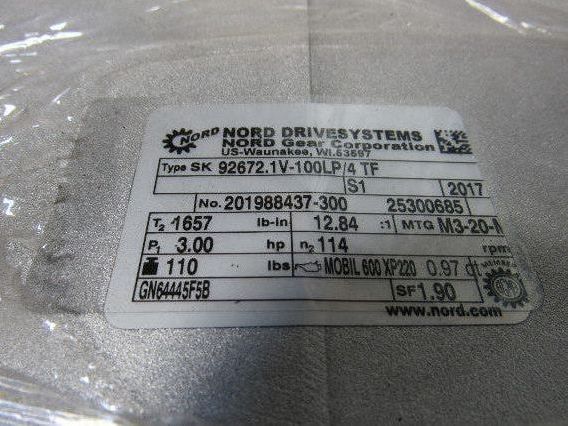 NORD NORD DRIVESYSTEMS
NORD Gear Corporation
US-Waunakee, WI.53597
Type SK 92672.1V-100LP/4 TF
S1 2017
No. 201988437-300 25300685
T2 1657 lb-in 12.84 :1 MTG M3-20-
P1 3.00 hp n2 114 rpm
110 lbs MOBIL 600 XP220 0.97 qt
GN64445F5B SF 1.90
www.nord.com